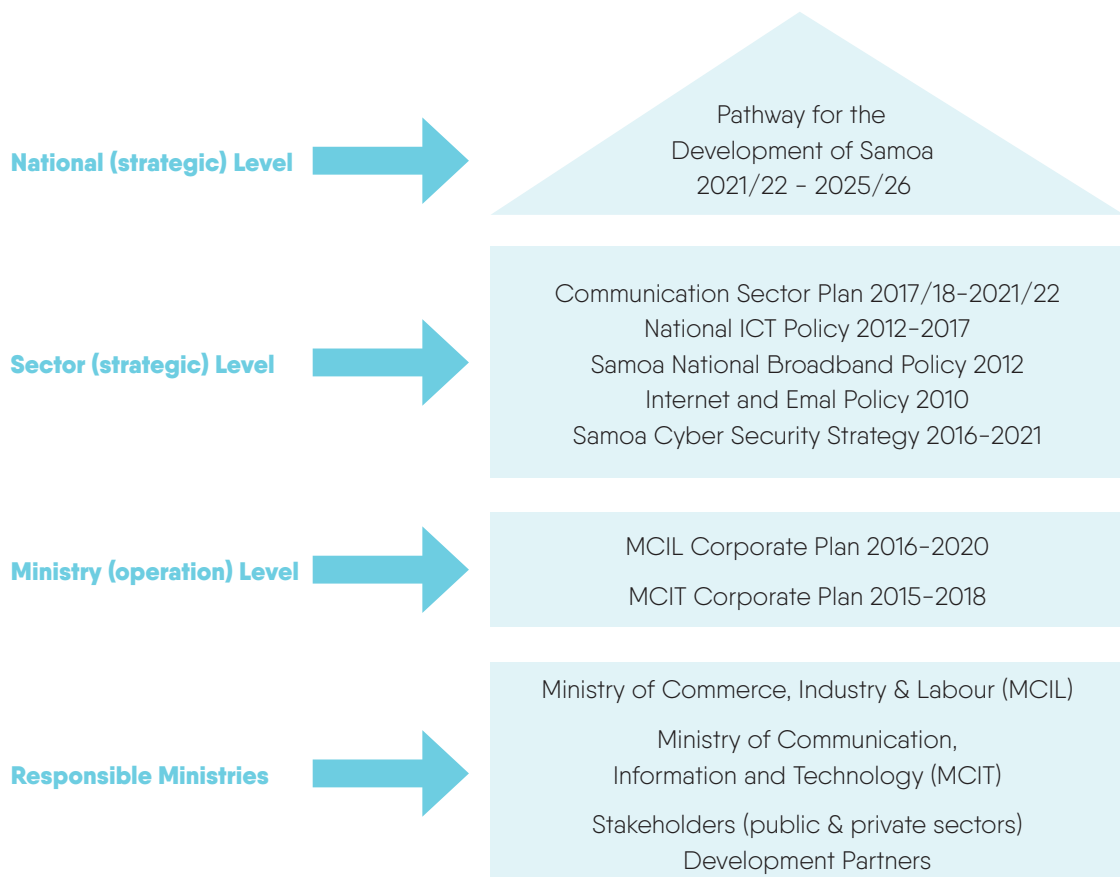 National (strategic) Level
Pathway for the
Development of Samoa
2021/22 - 2025/26
Sector (strategic) Level
Communication Sector Plan 2017/18-2021/22
National ICT Policy 2012-2017
Samoa National Broadband Policy 2012
Internet and Emal Policy 2010
Samoa Cyber Security Strategy 2016-2021
Ministry (operation) Level
MCIL Corporate Plan 2016-2020
MCIT Corporate Plan 2015-2018
Responsible Ministries
Ministry of Commerce, Industry & Labour (MCIL)
Ministry of Communication,
Information and Technology (MCIT)
Stakeholders (public & private sectors)
Development Partners